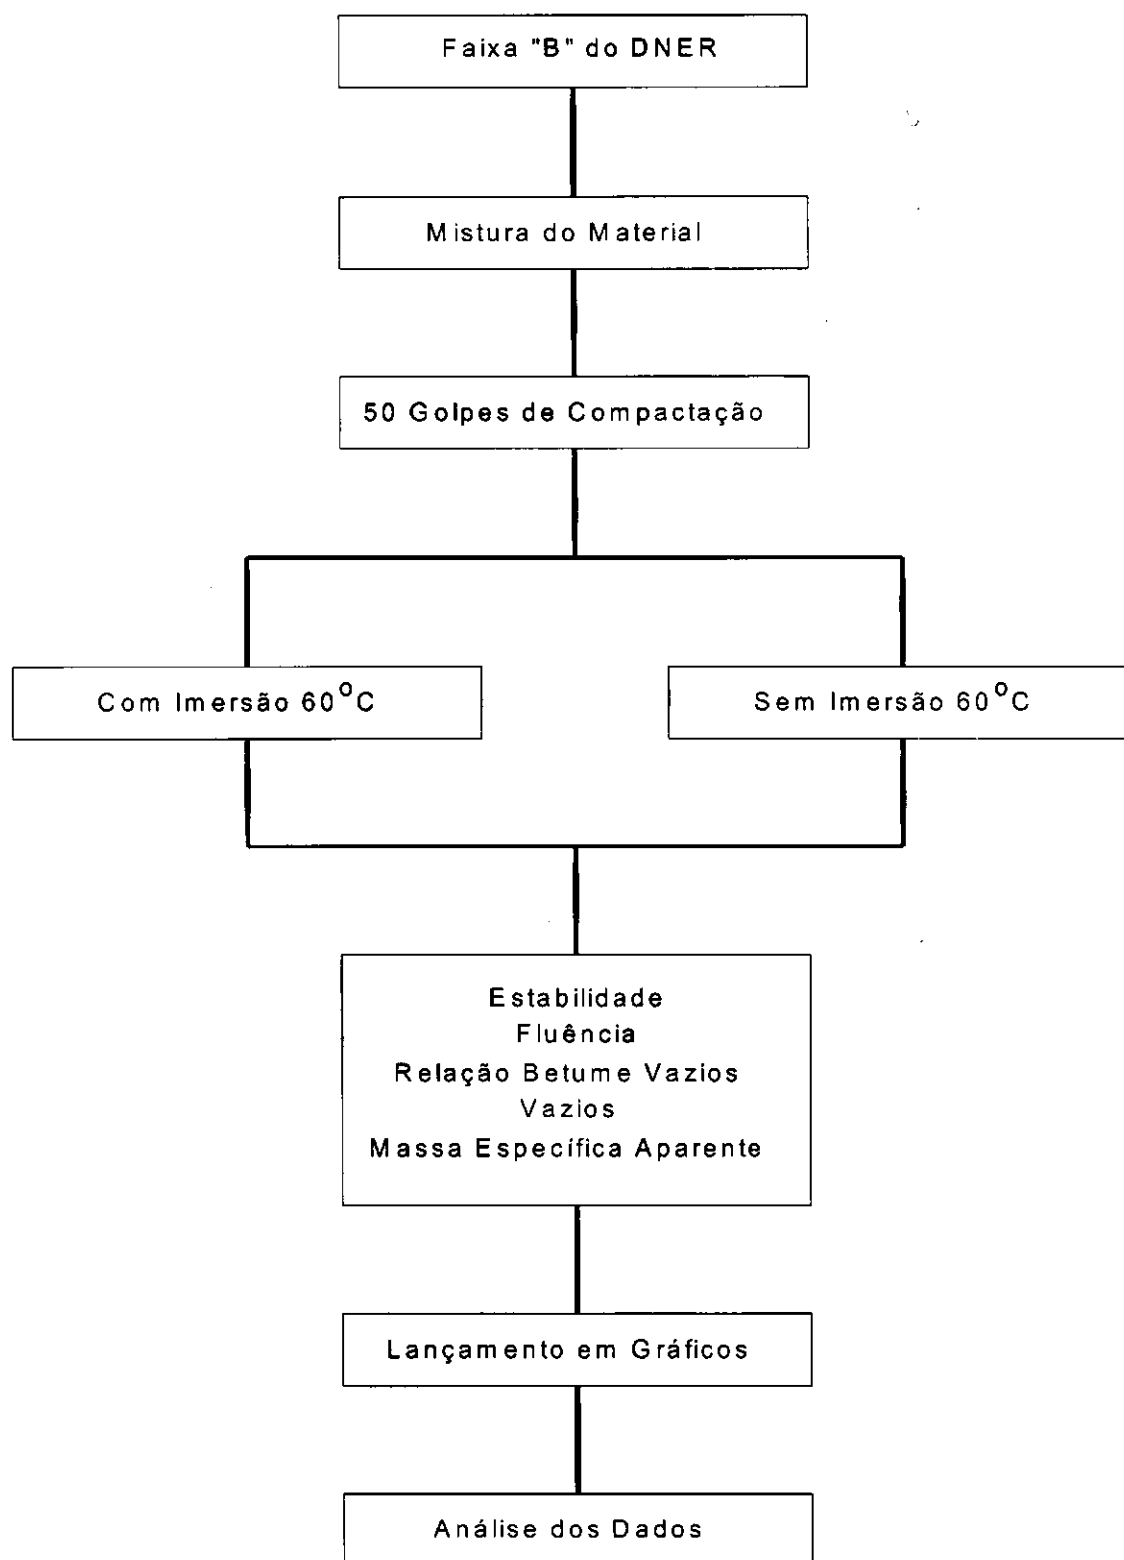 Faixa "B" do DNER
Mistura do Material
50 Golpes de Compactação
Com Imersão 60°C
Sem Imersão 60°C
Estabilidade
Fluência
Relação Betume Vazios
Vazios
Massa Específica Aparente
Lançamento em Gráficos
Análise dos Dados